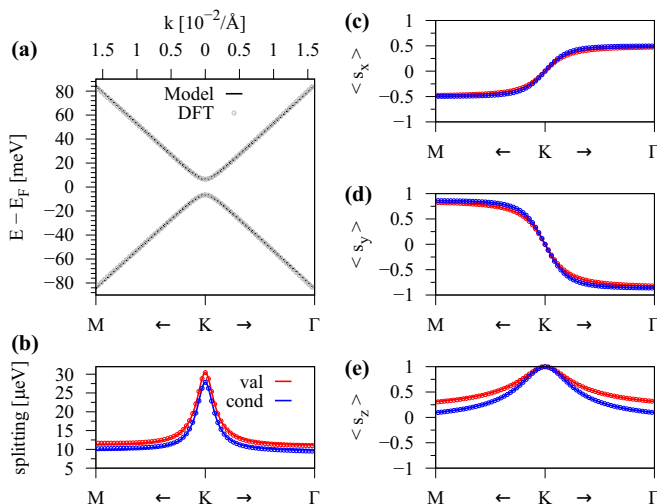 k [10⁻²/Å]
1.5 1 0.5 0 0.5 1 1.5
(a)
E − E_F [meV]
80
60
40
20
0
−20
−40
−60
−80
Model
DFT
M ← K → Γ
(b)
splitting [μeV]
30
25
20
15
10
5
val
cond
M ← K → Γ
(c)
< s_x >
1
0.5
0
−0.5
−1
M ← K → Γ
(d)
< s_y >
1
0.5
0
−0.5
−1
M ← K → Γ
(e)
< s_z >
1
0.5
0
−0.5
−1
M ← K → Γ